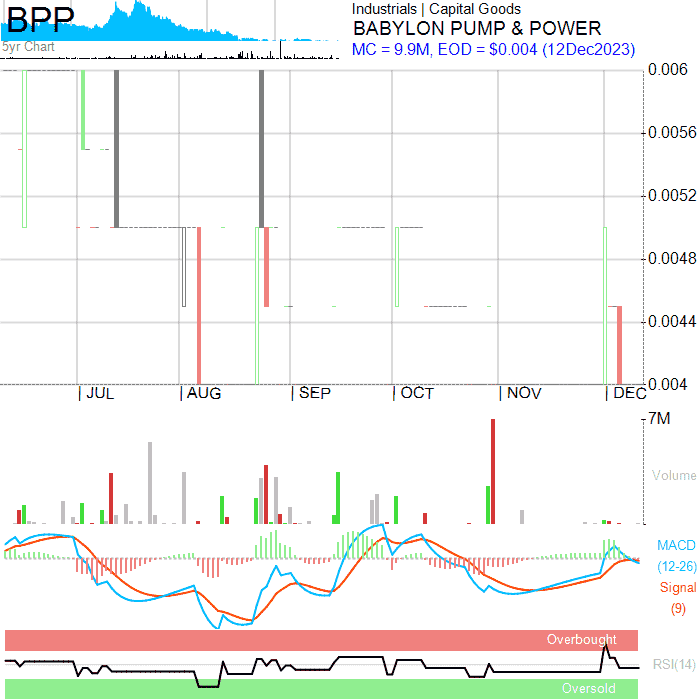 BPP
5yr Chart
Industrials | Capital Goods
BABYLON PUMP & POWER
MC = 9.9M, EOD = $0.004 (12Dec2023)
0.006
0.0056
0.0052
0.0048
0.0044
0.004
| JUL | AUG | SEP | OCT | NOV | DEC
7M
Volume
MACD
(12-26)
Signal
(9)
Overbought
RSI(14)
Oversold